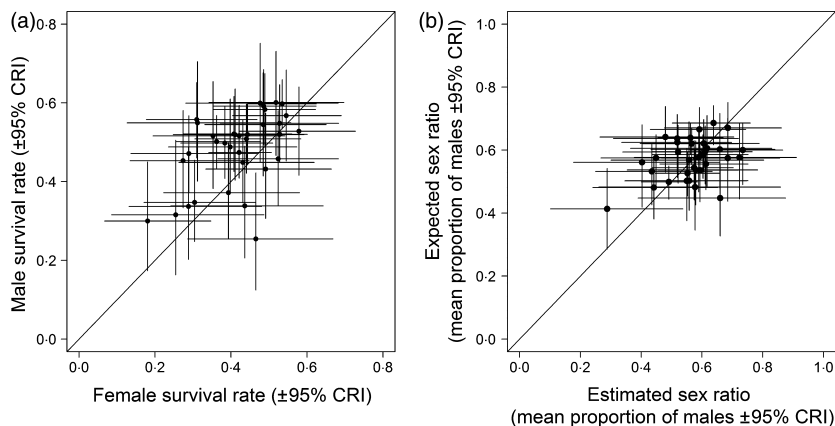 (a)
Male survival rate (±95% CRI)
0·8
0·6
0·4
0·2
0·0
0·0 0·2 0·4 0·6 0·8
Female survival rate (±95% CRI)
(b)
Expected sex ratio
(mean proportion of males ±95% CRI)
1·0
0·8
0·6
0·4
0·2
0·0
0·0 0·2 0·4 0·6 0·8 1·0
Estimated sex ratio
(mean proportion of males ±95% CRI)